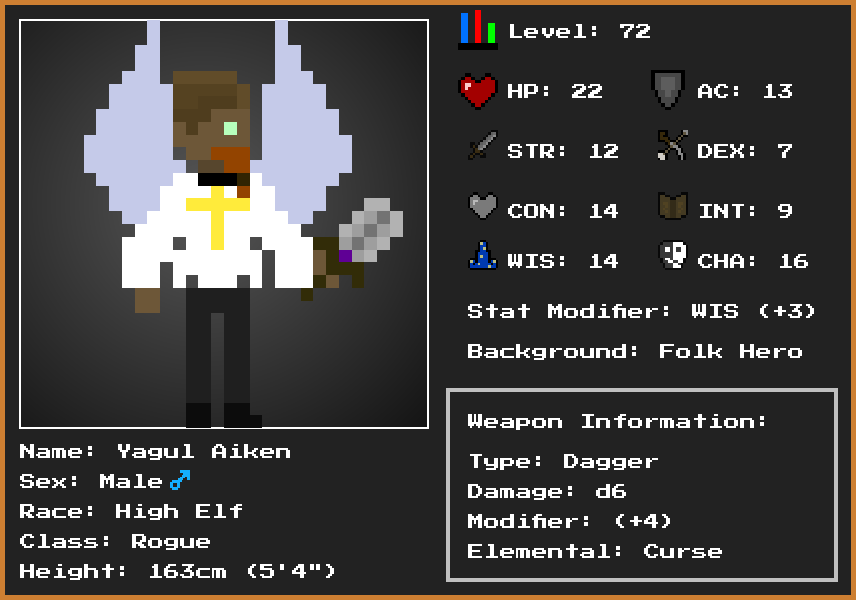 Level: 72
HP: 22
AC: 13
STR: 12
DEX: 7
CON: 14
INT: 9
WIS: 14
CHA: 16
Stat Modifier: WIS (+3)
Background: Folk Hero
Weapon Information:
Type: Dagger
Damage: d6
Modifier: (+4)
Elemental: Curse
Name: Yagul Aiken
Sex: Male ♂
Race: High Elf
Class: Rogue
Height: 163cm (5'4")